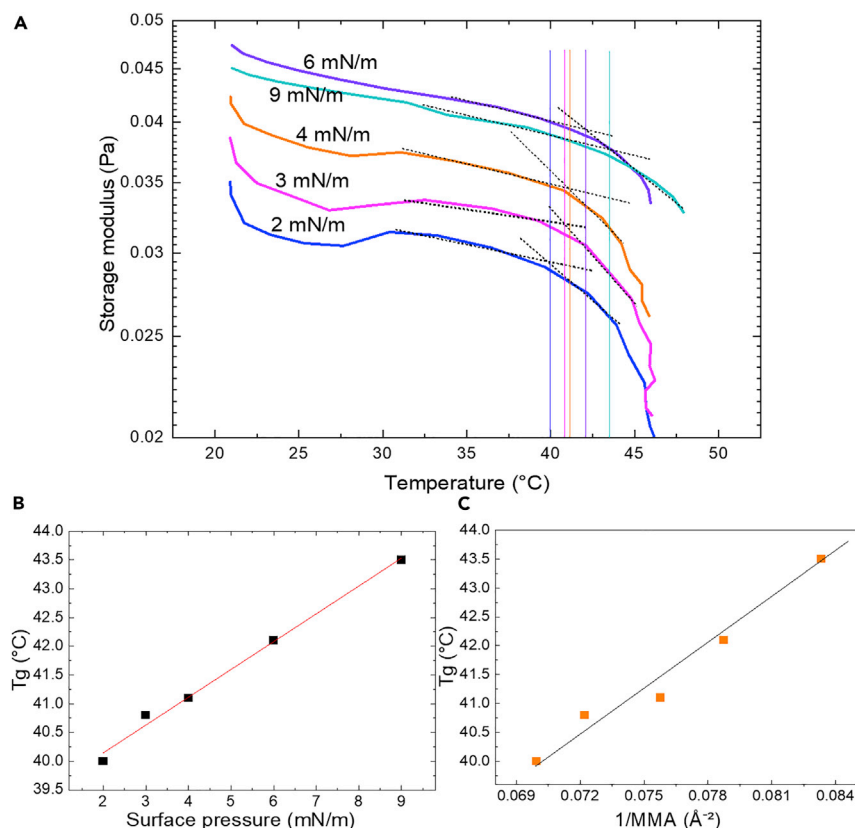 A
0.05
0.045
0.04
0.035
0.03
0.025
0.02
Storage modulus (Pa)
6 mN/m
9 mN/m
4 mN/m
3 mN/m
2 mN/m
20 25 30 35 40 45 50
Temperature (°C)
B
44.0
43.5
43.0
42.5
42.0
41.5
41.0
40.5
40.0
39.5
Tg (°C)
2 3 4 5 6 7 8 9
Surface pressure (mN/m)
C
44.0
43.5
43.0
42.5
42.0
41.5
41.0
40.5
40.0
Tg (°C)
0.069 0.072 0.075 0.078 0.081 0.084
1/MMA (Å⁻²)